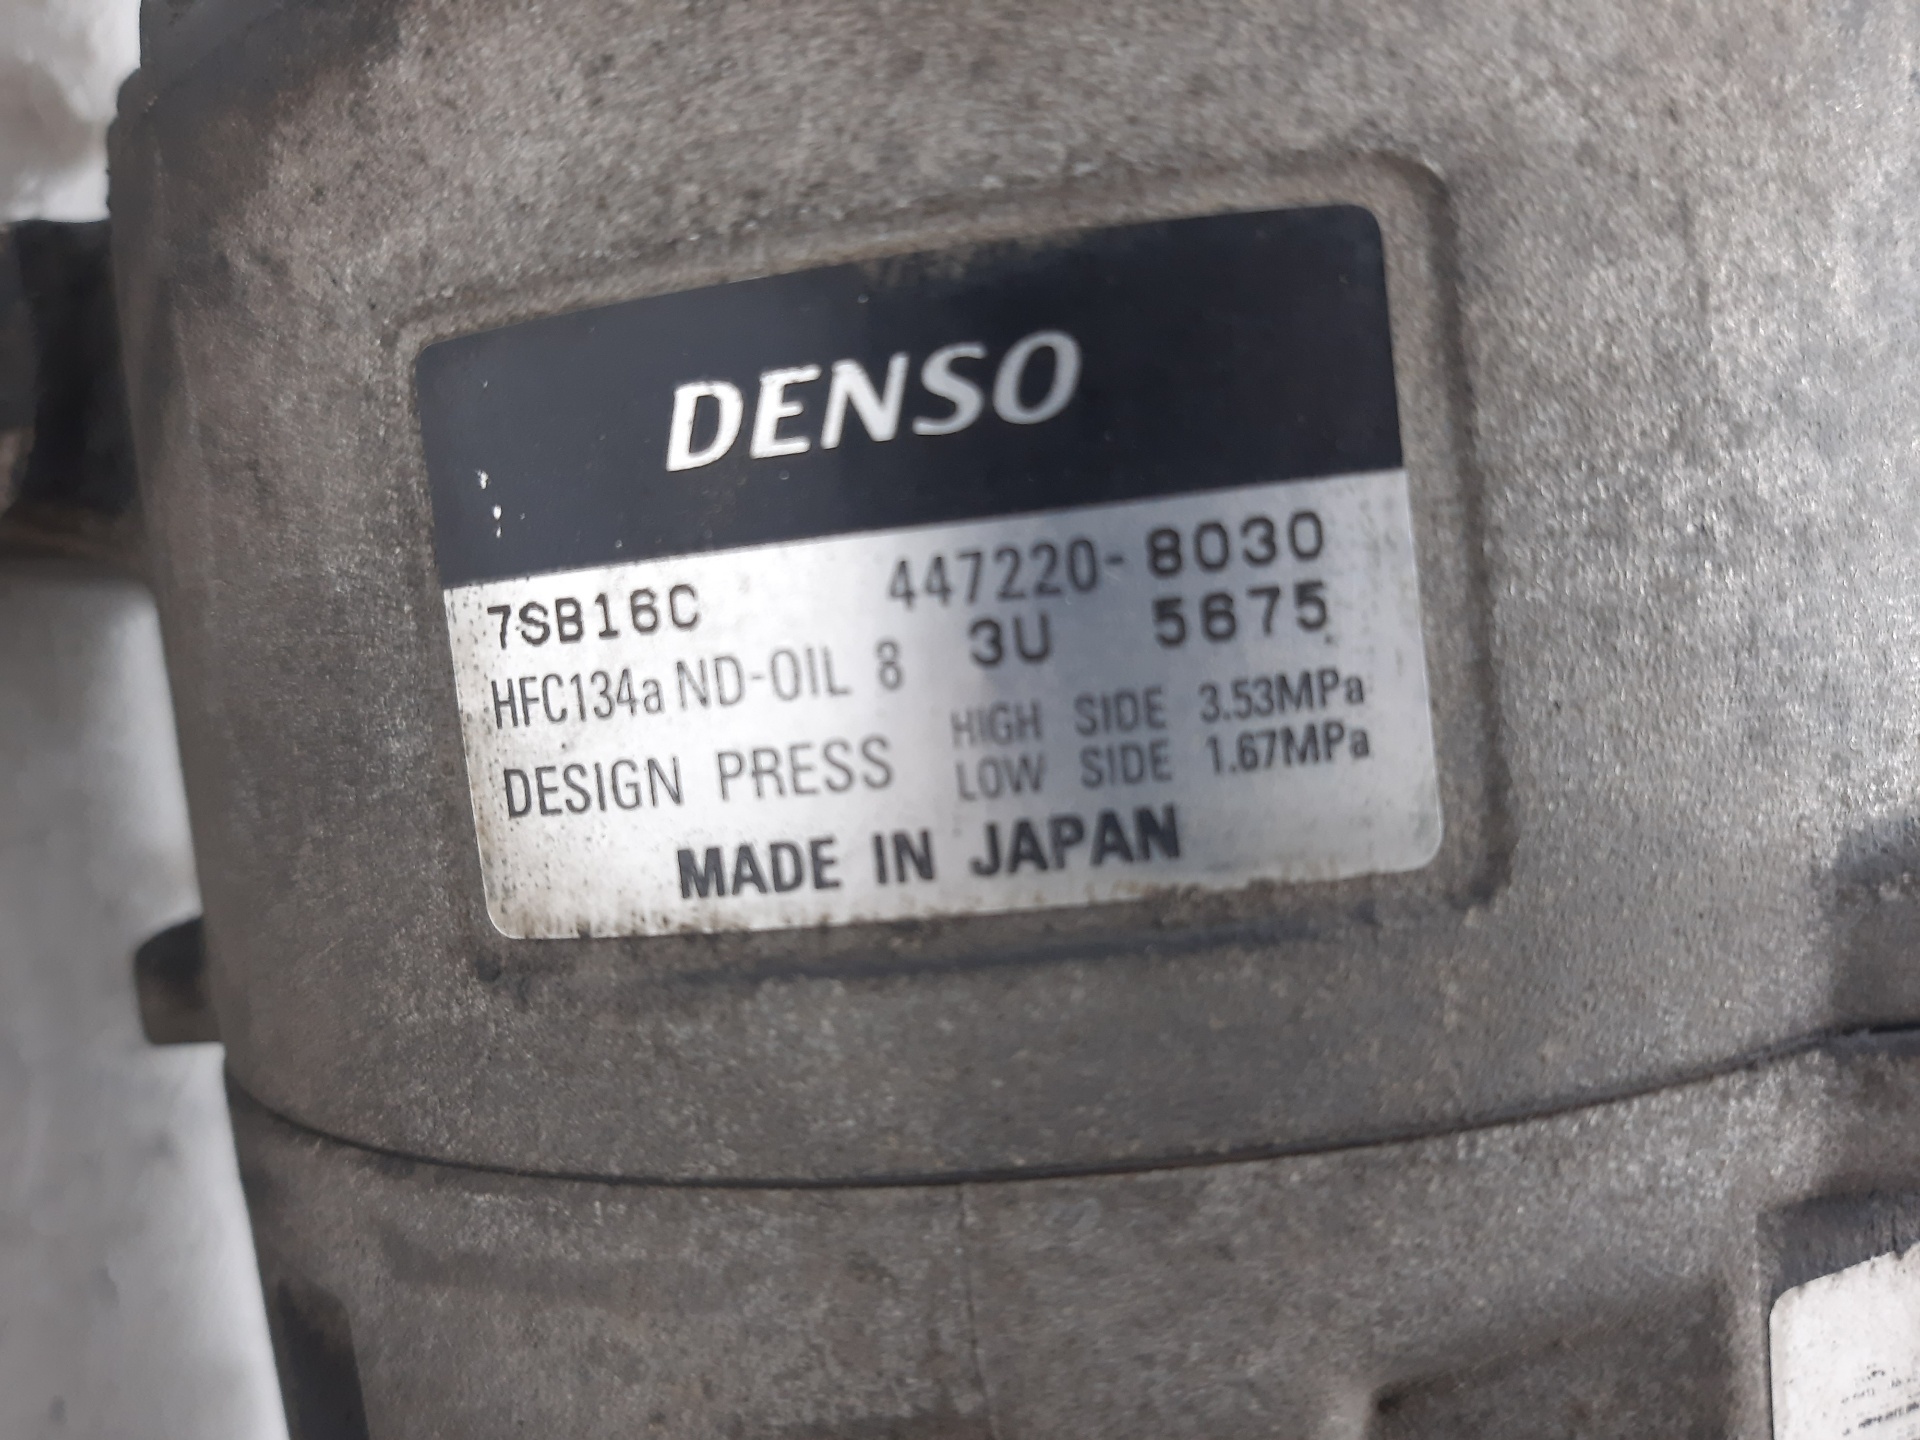 DENSO
7SB16C 447220-8030
HFC134a ND-OIL 8 3U 5675
DESIGN PRESS HIGH SIDE 3.53MPa
LOW SIDE 1.67MPa
MADE IN JAPAN